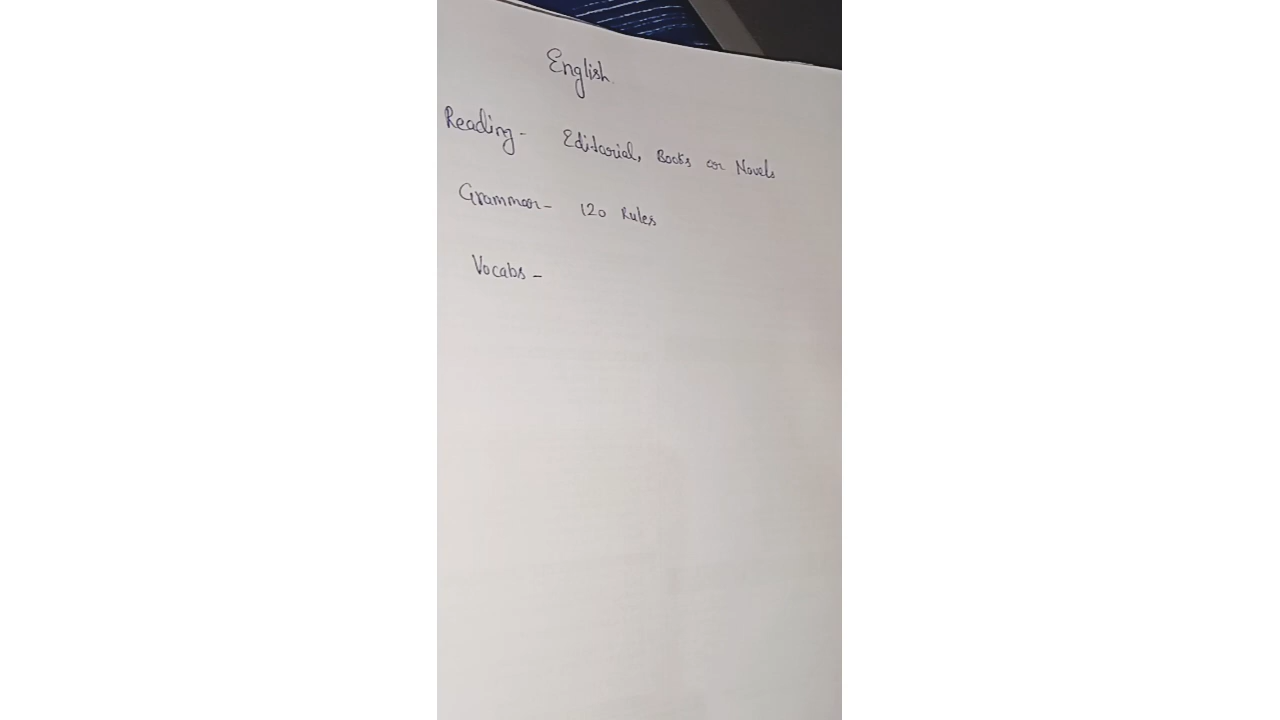 English
Reading - Editorial, Books or Novels
Grammar - 120 Rules
Vocabs -